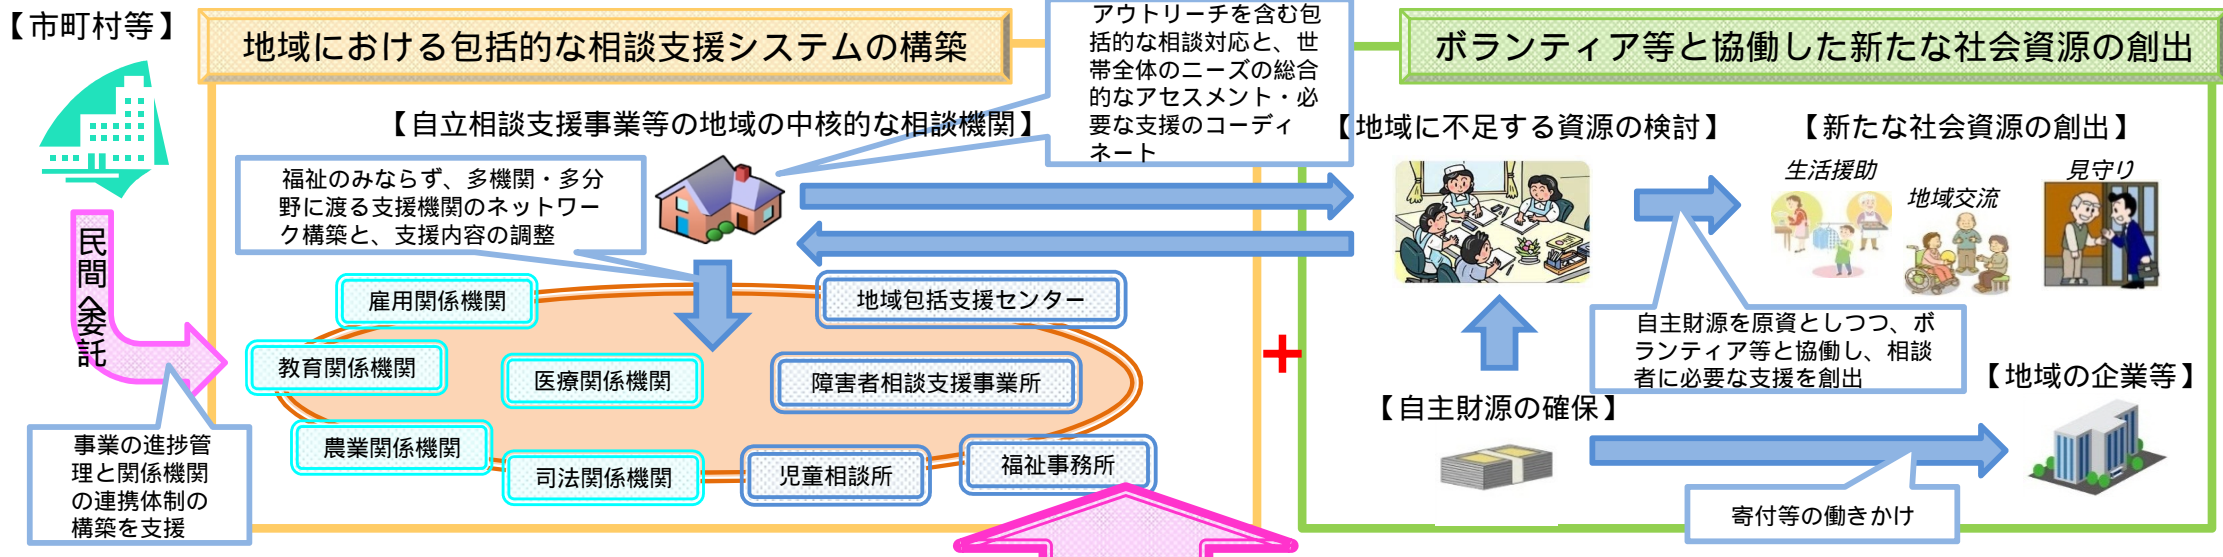 【市町村等】
地域における包括的な相談支援システムの構築
アウトリーチを含む包
括的な相談対応と、世
帯全体のニーズの総合
的なアセスメント・必
要な支援のコーディ
ネート
ボランティア等と協働した新たな社会資源の創出
【自立相談支援事業等の地域の中核的な相談機関】
福祉のみならず、多機関・多分
野に渡る支援機関のネットワー
ク構築と、支援内容の調整
民間へ委託
雇用関係機関
地域包括支援センター
教育関係機関
医療関係機関
障害者相談支援事業所
農業関係機関
司法関係機関
児童相談所
福祉事務所
事業の進捗管
理と関係機関
の連携体制の
構築を支援
+
【地域に不足する資源の検討】
【新たな社会資源の創出】
生活援助
地域交流
見守り
自主財源を原資としつつ、ボ
ランティア等と協働し、相談
者に必要な支援を創出
【自主財源の確保】
【地域の企業等】
寄付等の働きかけ